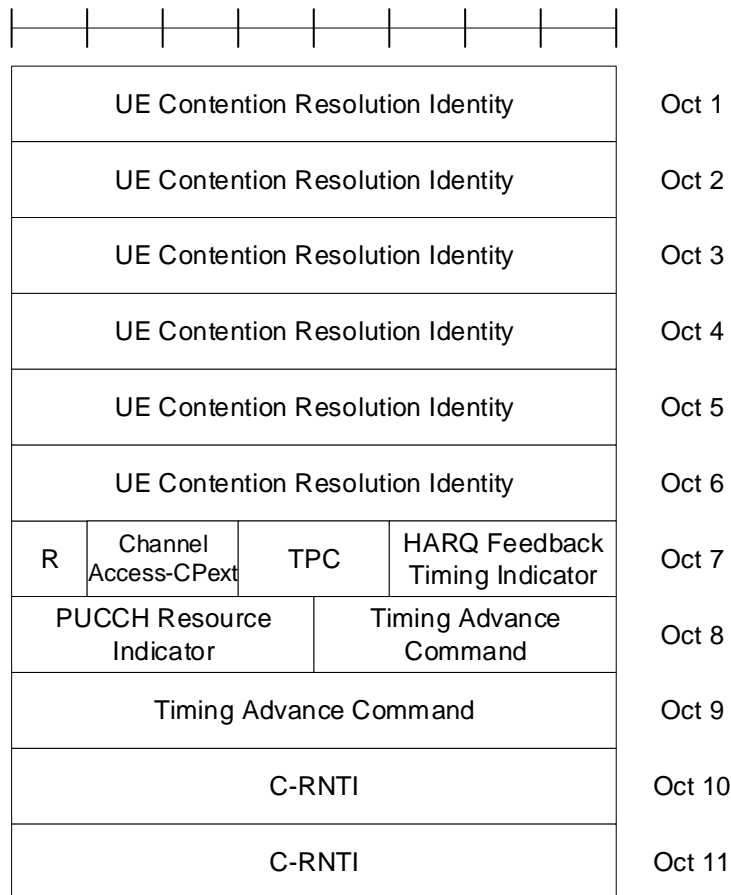 UE Contention Resolution Identity Oct 1
UE Contention Resolution Identity Oct 2
UE Contention Resolution Identity Oct 3
UE Contention Resolution Identity Oct 4
UE Contention Resolution Identity Oct 5
UE Contention Resolution Identity Oct 6
R
Channel
Access-CPext
TPC
HARQ Feedback
Timing Indicator
Oct 7
PUCCH Resource
Indicator
Timing Advance
Command
Oct 8
Timing Advance Command Oct 9
C-RNTI Oct 10
C-RNTI Oct 11